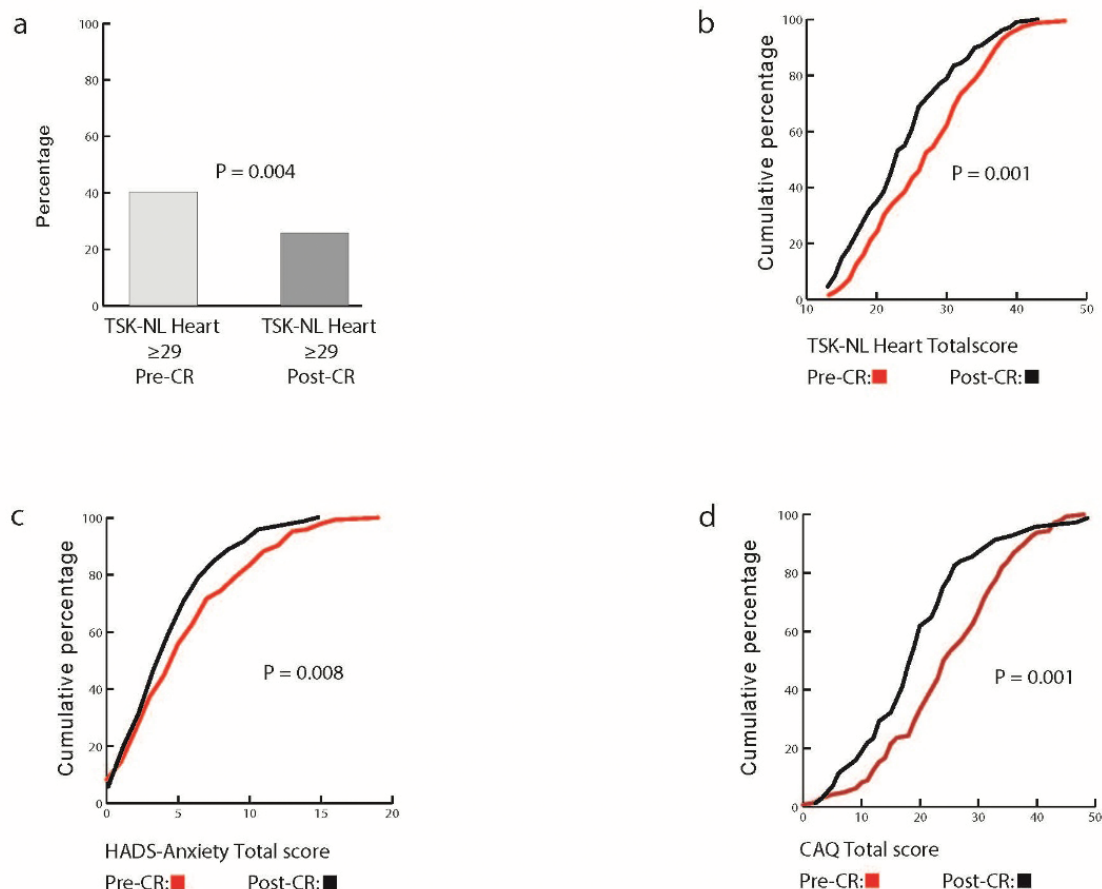 a
100
80
60
40
20
0
Percentage
P = 0.004
TSK-NL Heart
≥29
Pre-CR
TSK-NL Heart
≥29
Post-CR
b
100
80
60
40
20
0
Cumulative percentage
P = 0.001
10 20 30 40 50
TSK-NL Heart Totalscore
Pre-CR: Post-CR:
c
100
80
60
40
20
0
Cumulative percentage
P = 0.008
0 5 10 15 20
HADS-Anxiety Total score
Pre-CR: Post-CR:
d
100
80
60
40
20
0
Cumulative percentage
P = 0.001
0 10 20 30 40 50
CAQ Total score
Pre-CR: Post-CR: